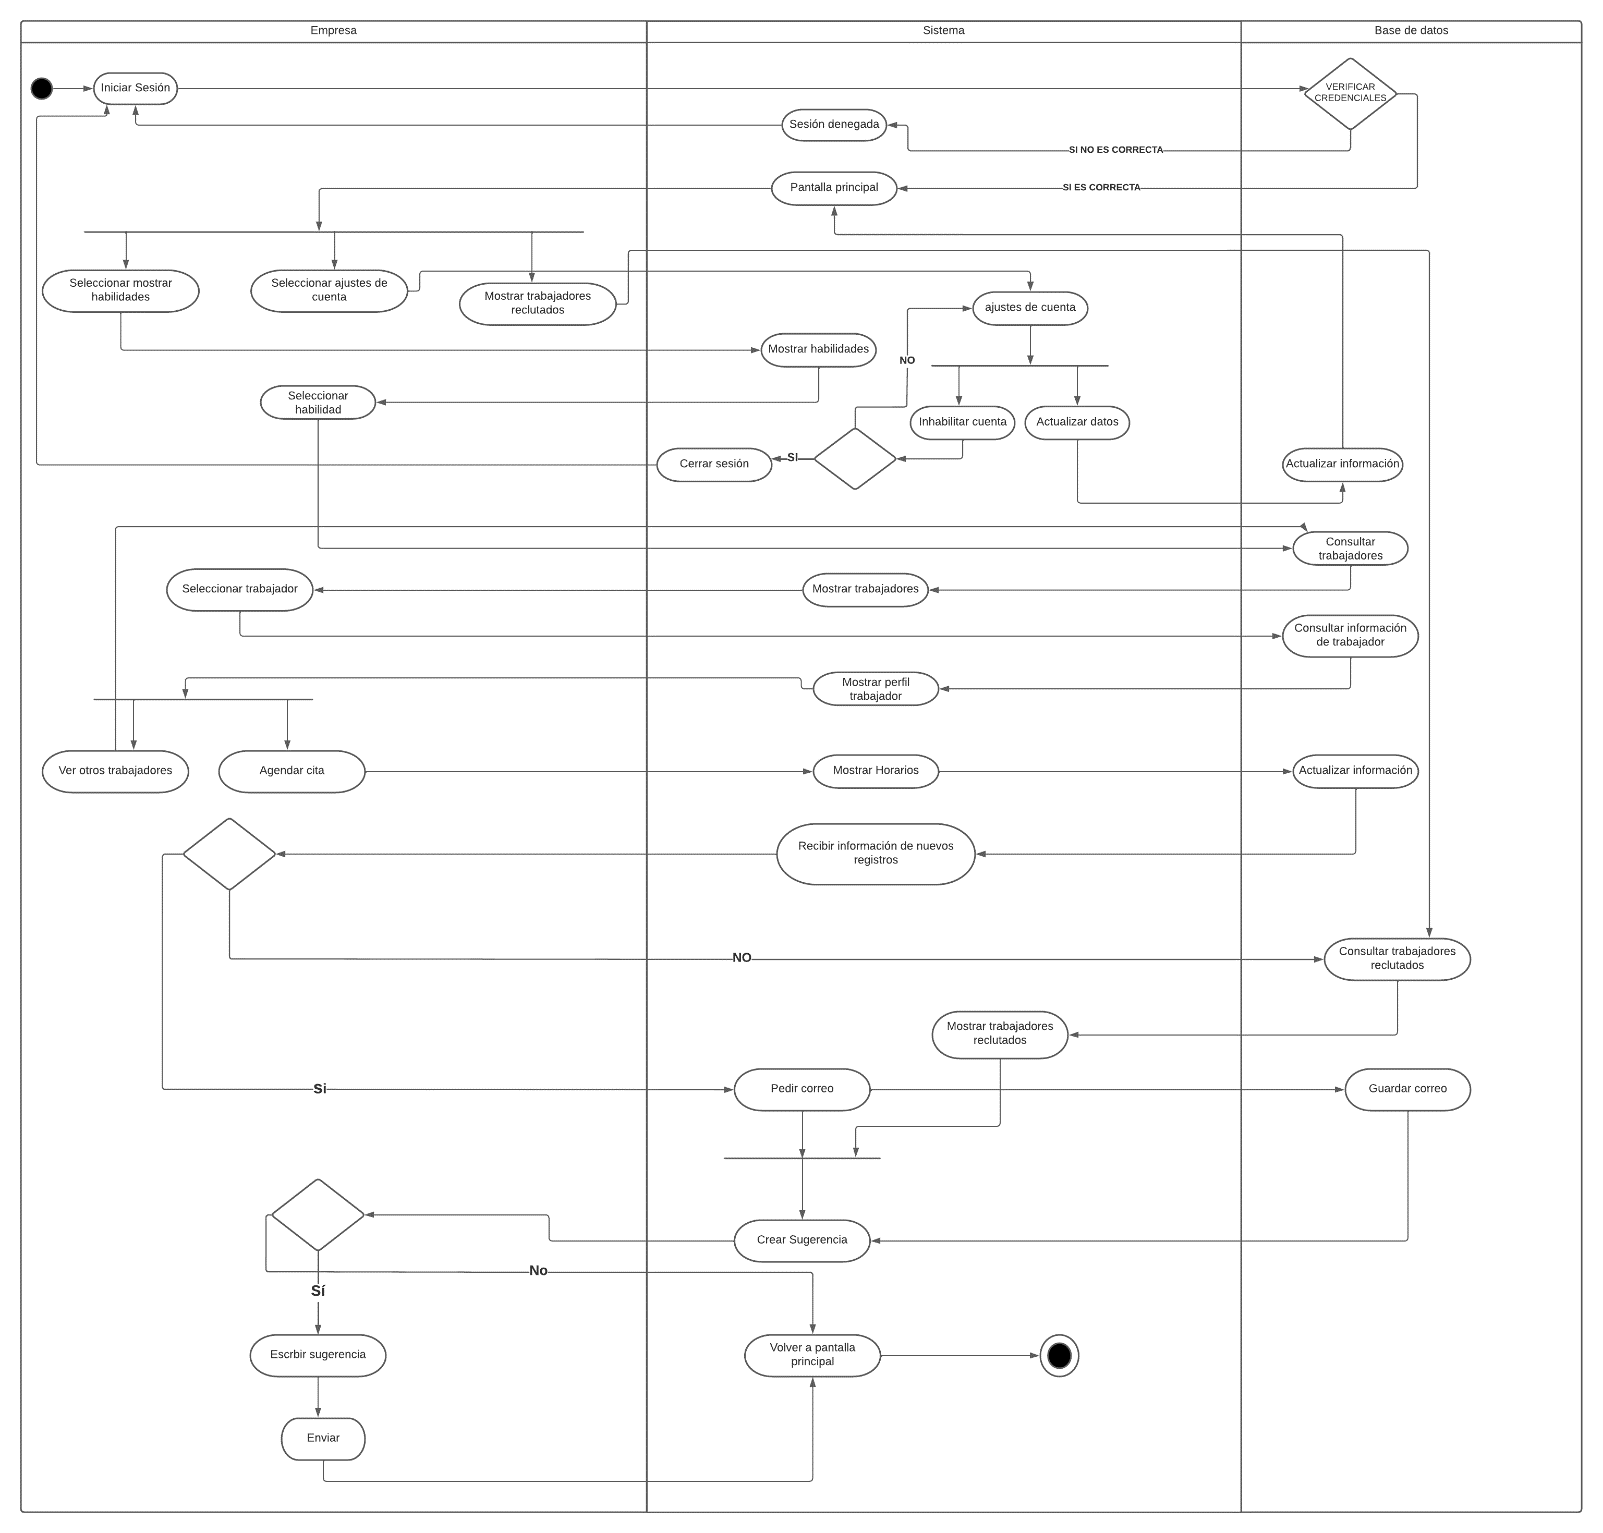 Empresa
Sistema
Base de datos
Iniciar Sesión
VERIFICAR
CREDENCIALES
Sesión denegada
SI NO ES CORRECTA
Pantalla principal
SI ES CORRECTA
Seleccionar mostrar
habilidades
Seleccionar ajustes de
cuenta
Mostrar trabajadores
reclutados
ajustes de cuenta
Mostrar habilidades
NO
Seleccionar
habilidad
Inhabilitar cuenta
Actualizar datos
Cerrar sesión
SI
Actualizar información
Consultar
trabajadores
Seleccionar trabajador
Mostrar trabajadores
Consultar información
de trabajador
Mostrar perfil
trabajador
Ver otros trabajadores
Agendar cita
Mostrar Horarios
Actualizar información
Recibir información de nuevos
registros
NO
Consultar trabajadores
reclutados
Mostrar trabajadores
reclutados
Si
Pedir correo
Guardar correo
Crear Sugerencia
No
Sí
Escrbir sugerencia
Volver a pantalla
principal
Enviar